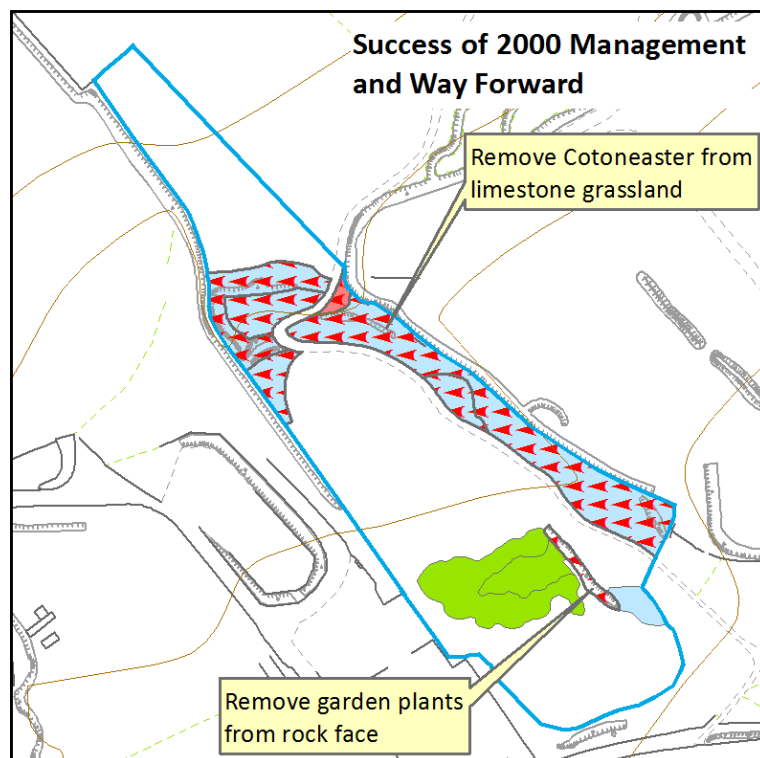 Success of 2000 Management
and Way Forward
Remove Cotoneaster from
limestone grassland
Remove garden plants
from rock face